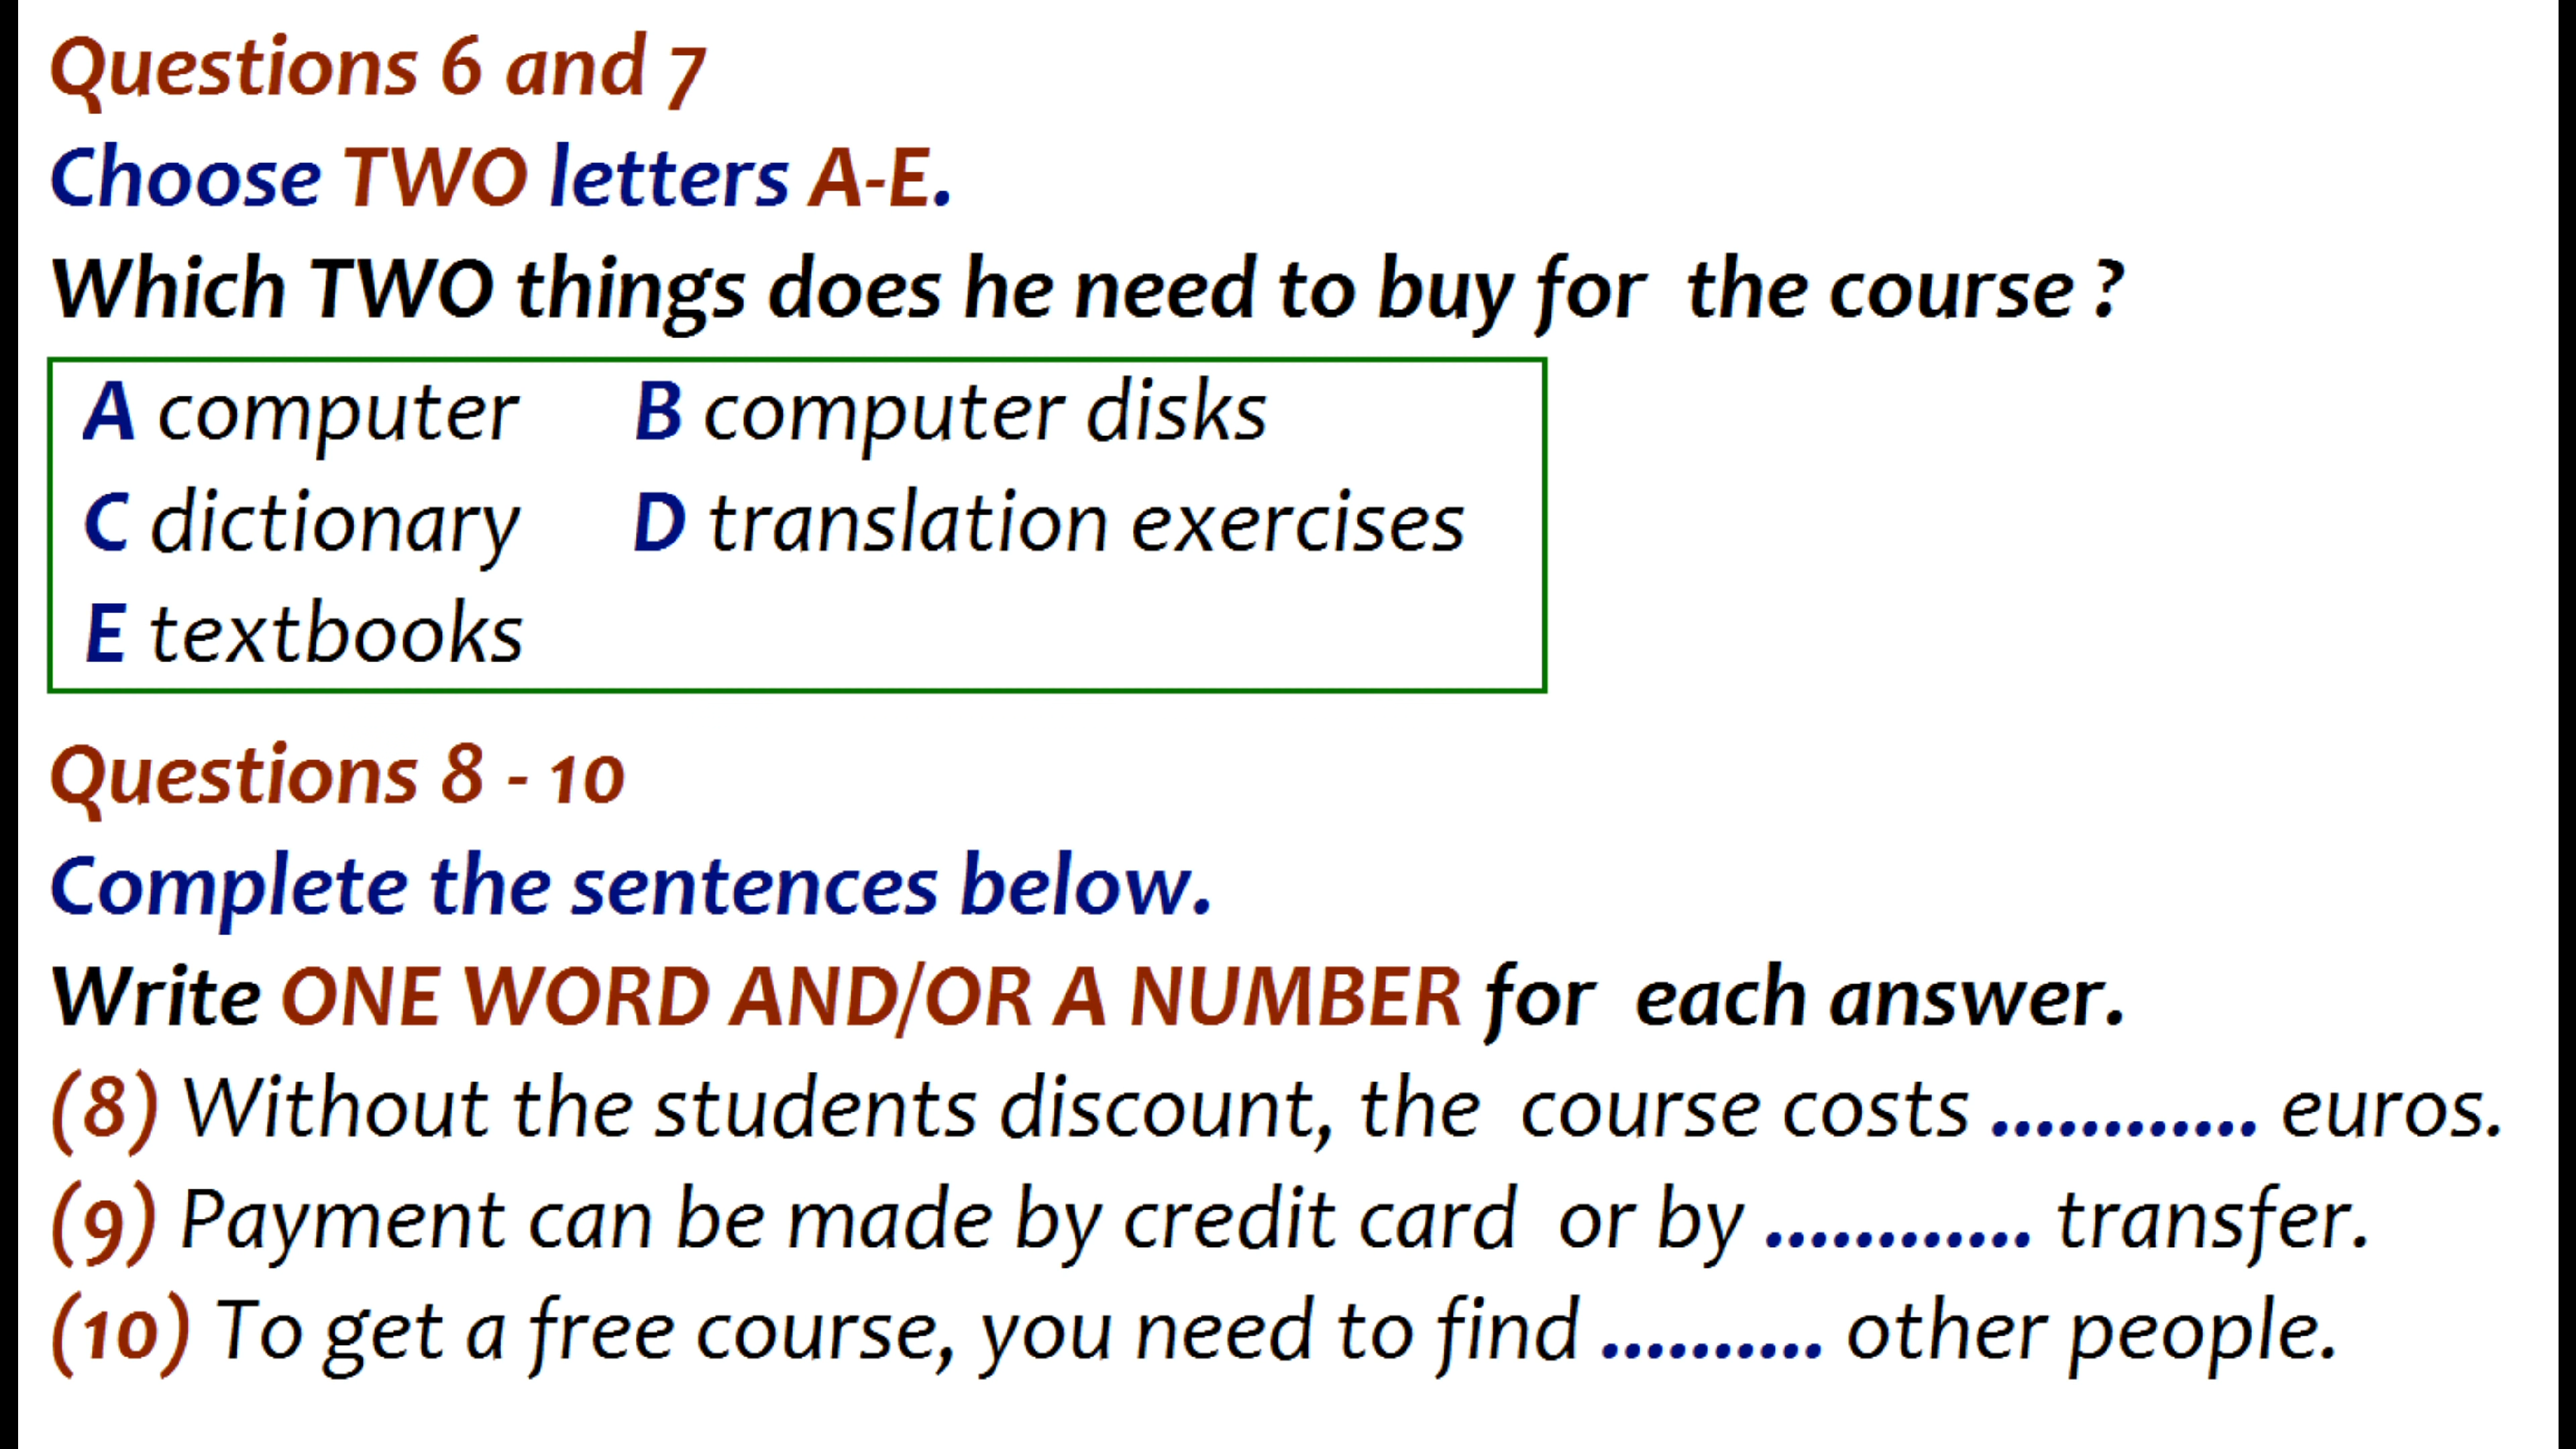 Questions 6 and 7
Choose TWO letters A-E.
Which TWO things does he need to buy for the course ?
A computer B computer disks
C dictionary D translation exercises
E textbooks
Questions 8 - 10
Complete the sentences below.
Write ONE WORD AND/OR A NUMBER for each answer.
(8) Without the students discount, the course costs ............ euros.
(9) Payment can be made by credit card or by ............ transfer.
(10) To get a free course, you need to find .......... other people.